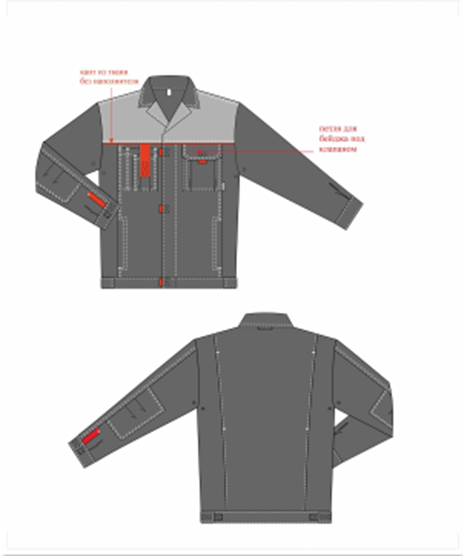 кант из ткани
без наполнителя
петля для
бейджа под
клапаном